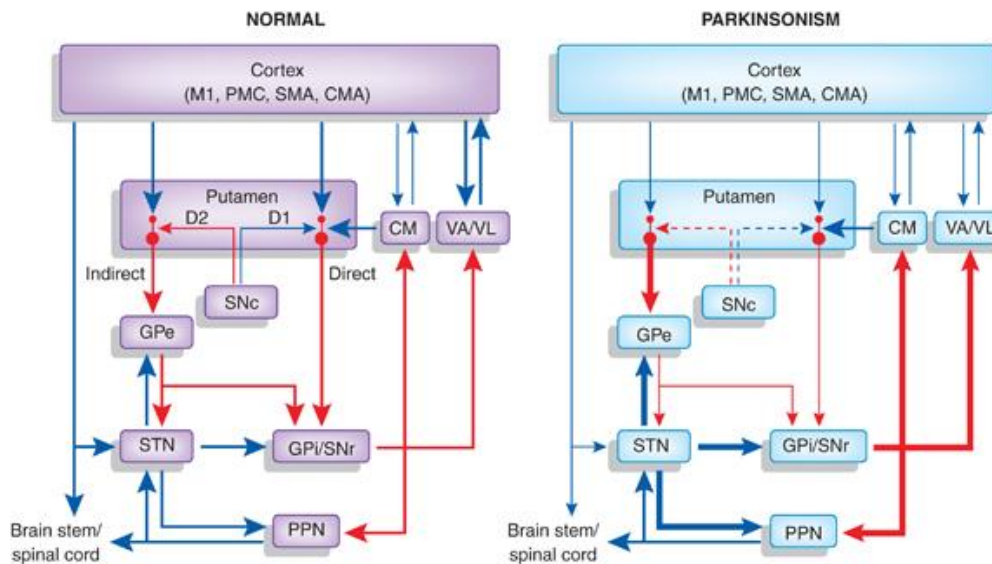 NORMAL
Cortex
(M1, PMC, SMA, CMA)
Putamen
D2
D1
CM
VA/VL
Indirect
Direct
SNc
GPe
STN
GPi/SNr
PPN
Brain stem/
spinal cord
PARKINSONISM
Cortex
(M1, PMC, SMA, CMA)
Putamen
CM
VA/VL
SNc
GPe
STN
GPi/SNr
PPN
Brain stem/
spinal cord